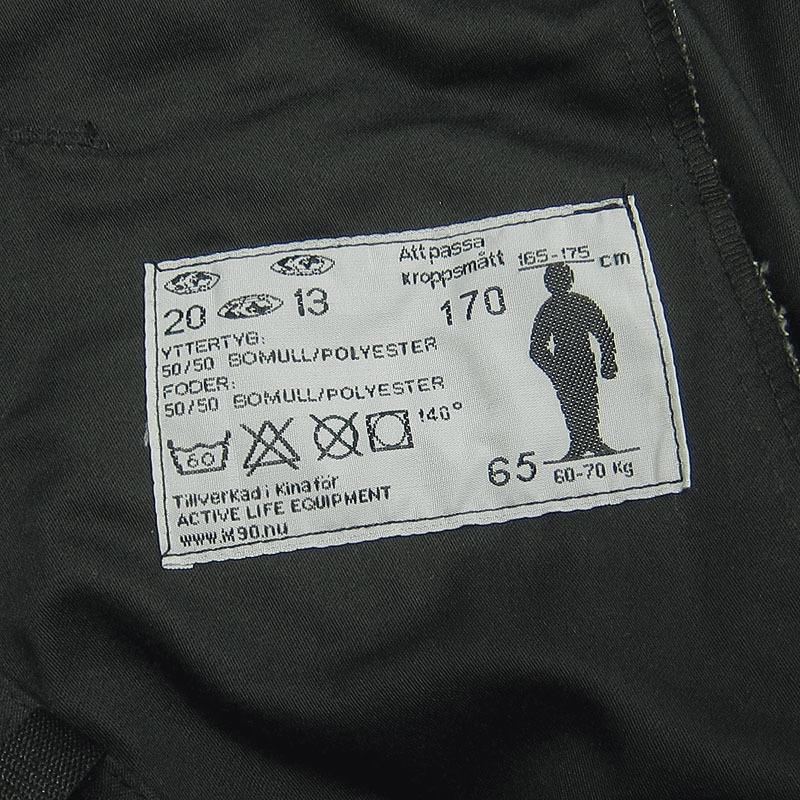 20 13
YTTERTYG:
50/50 BOMULL/POLYESTER
FODER:
50/50 BOMULL/POLYESTER
60
!40°
Tillverkad i Kina för
ACTIVE LIFE EQUIPMENT
www.M90.nu
Att passa
kroppsmått 165-175 cm
170
65 60-70 Kg